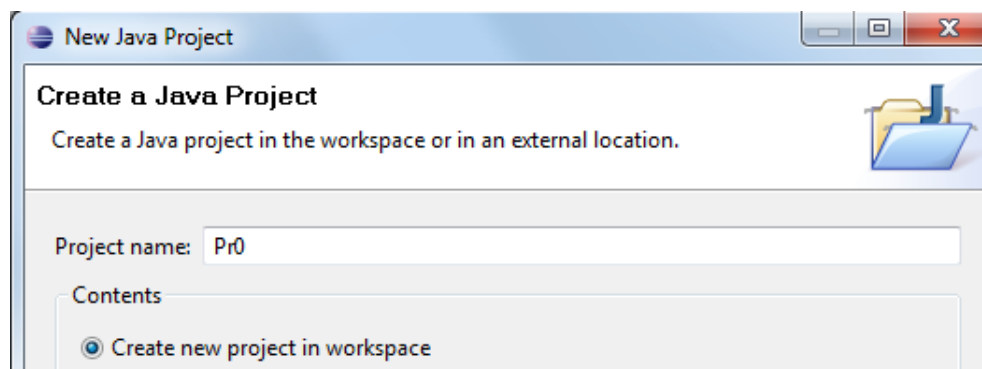 New Java Project
Create a Java Project
Create a Java project in the workspace or in an external location.
Project name: Pr0
Contents
Create new project in workspace